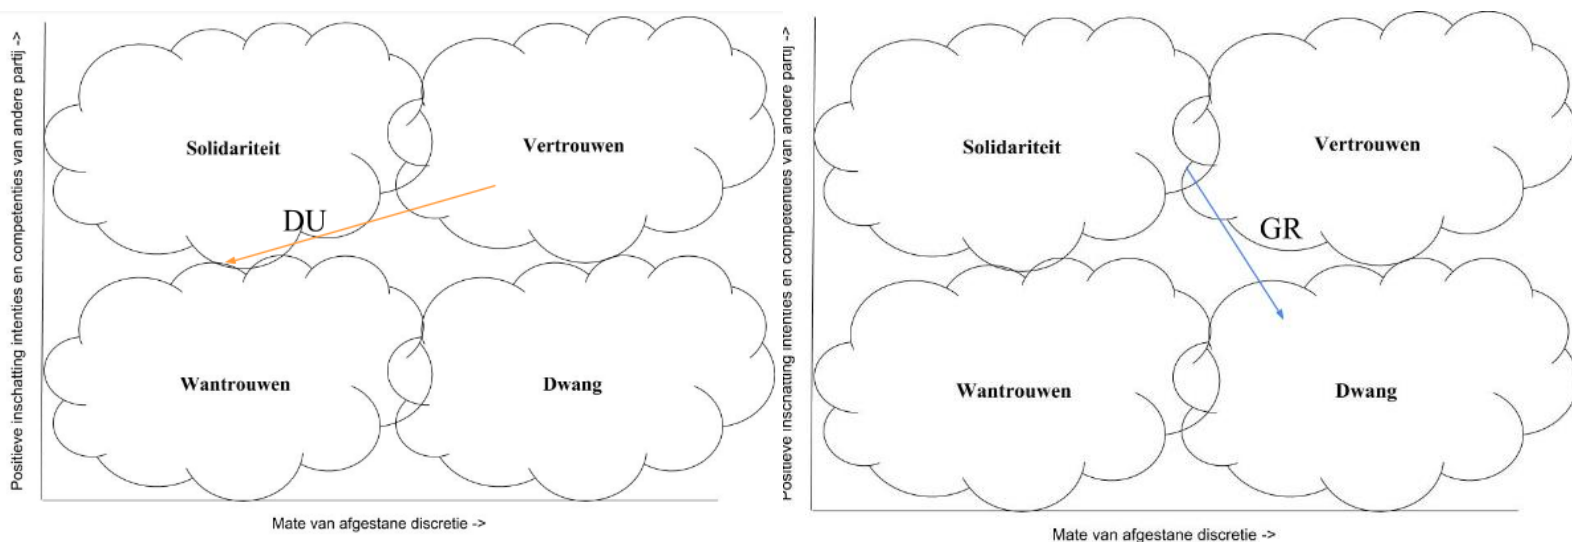 Positieve inschatting intenties en competenties van andere partij ->
Solidariteit
Vertrouwen
DU
Wantrouwen
Dwang
Mate van afgestane discretie ->
Positieve inschatting intenties en competenties van andere partij ->
Solidariteit
Vertrouwen
GR
Wantrouwen
Dwang
Mate van afgestane discretie ->